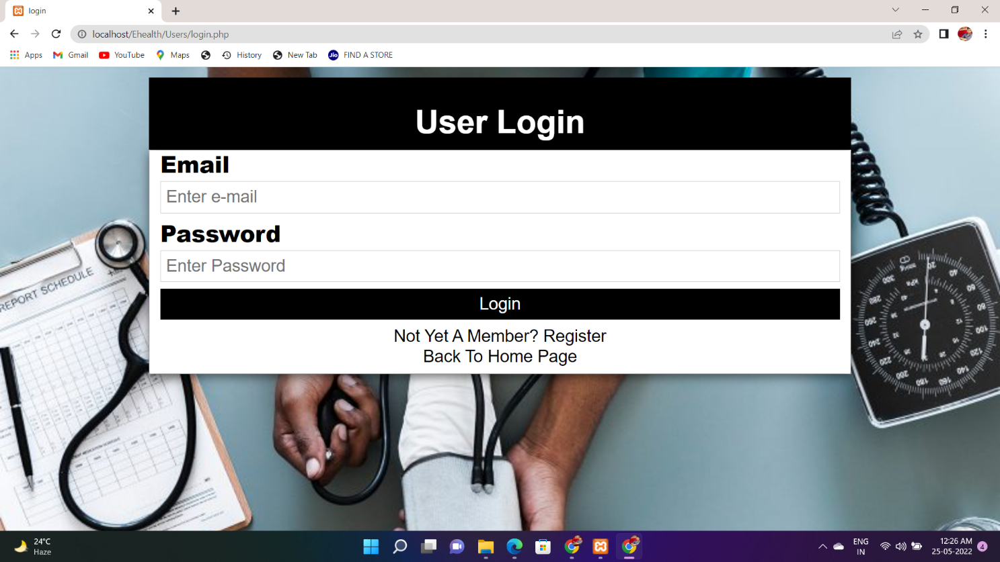 login
localhost/Ehealth/Users/login.php
Apps Gmail YouTube Maps History New Tab Jio FIND A STORE
User Login
Email
Enter e-mail
Password
Enter Password
Login
Not Yet A Member? Register
Back To Home Page
REPORT SCHEDULE
24°C
Haze
ENG
IN
12:26 AM
25-05-2022
4